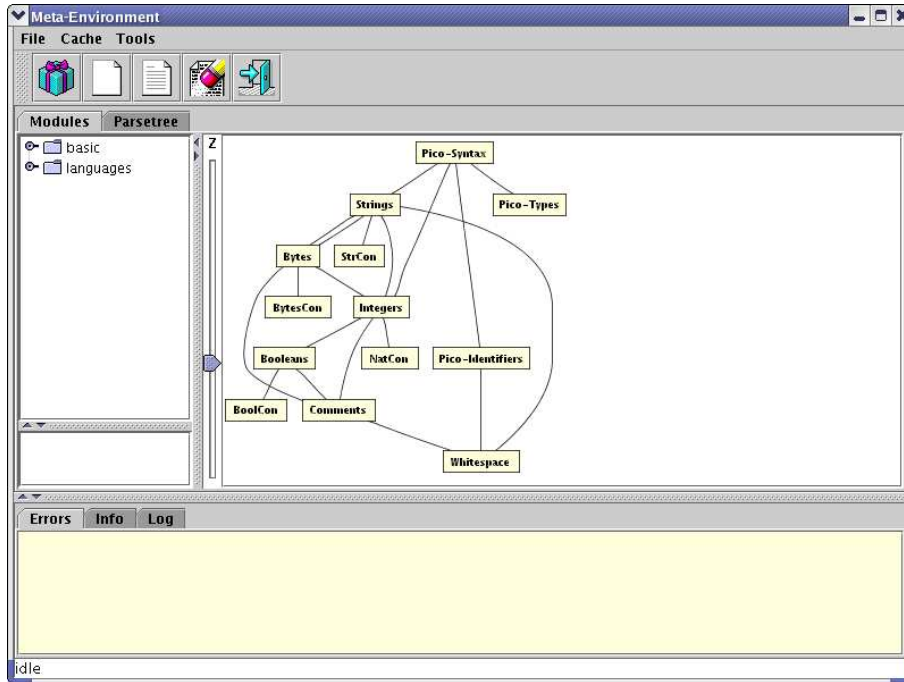 Meta-Environment
File Cache Tools
Modules Parsetree
basic
languages
Z
Pico-Syntax
Strings Pico-Types
Bytes StrCon
BytesCon Integers
Booleans NatCon Pico-Identifiers
BoolCon Comments
Whitespace
Errors Info Log
idle